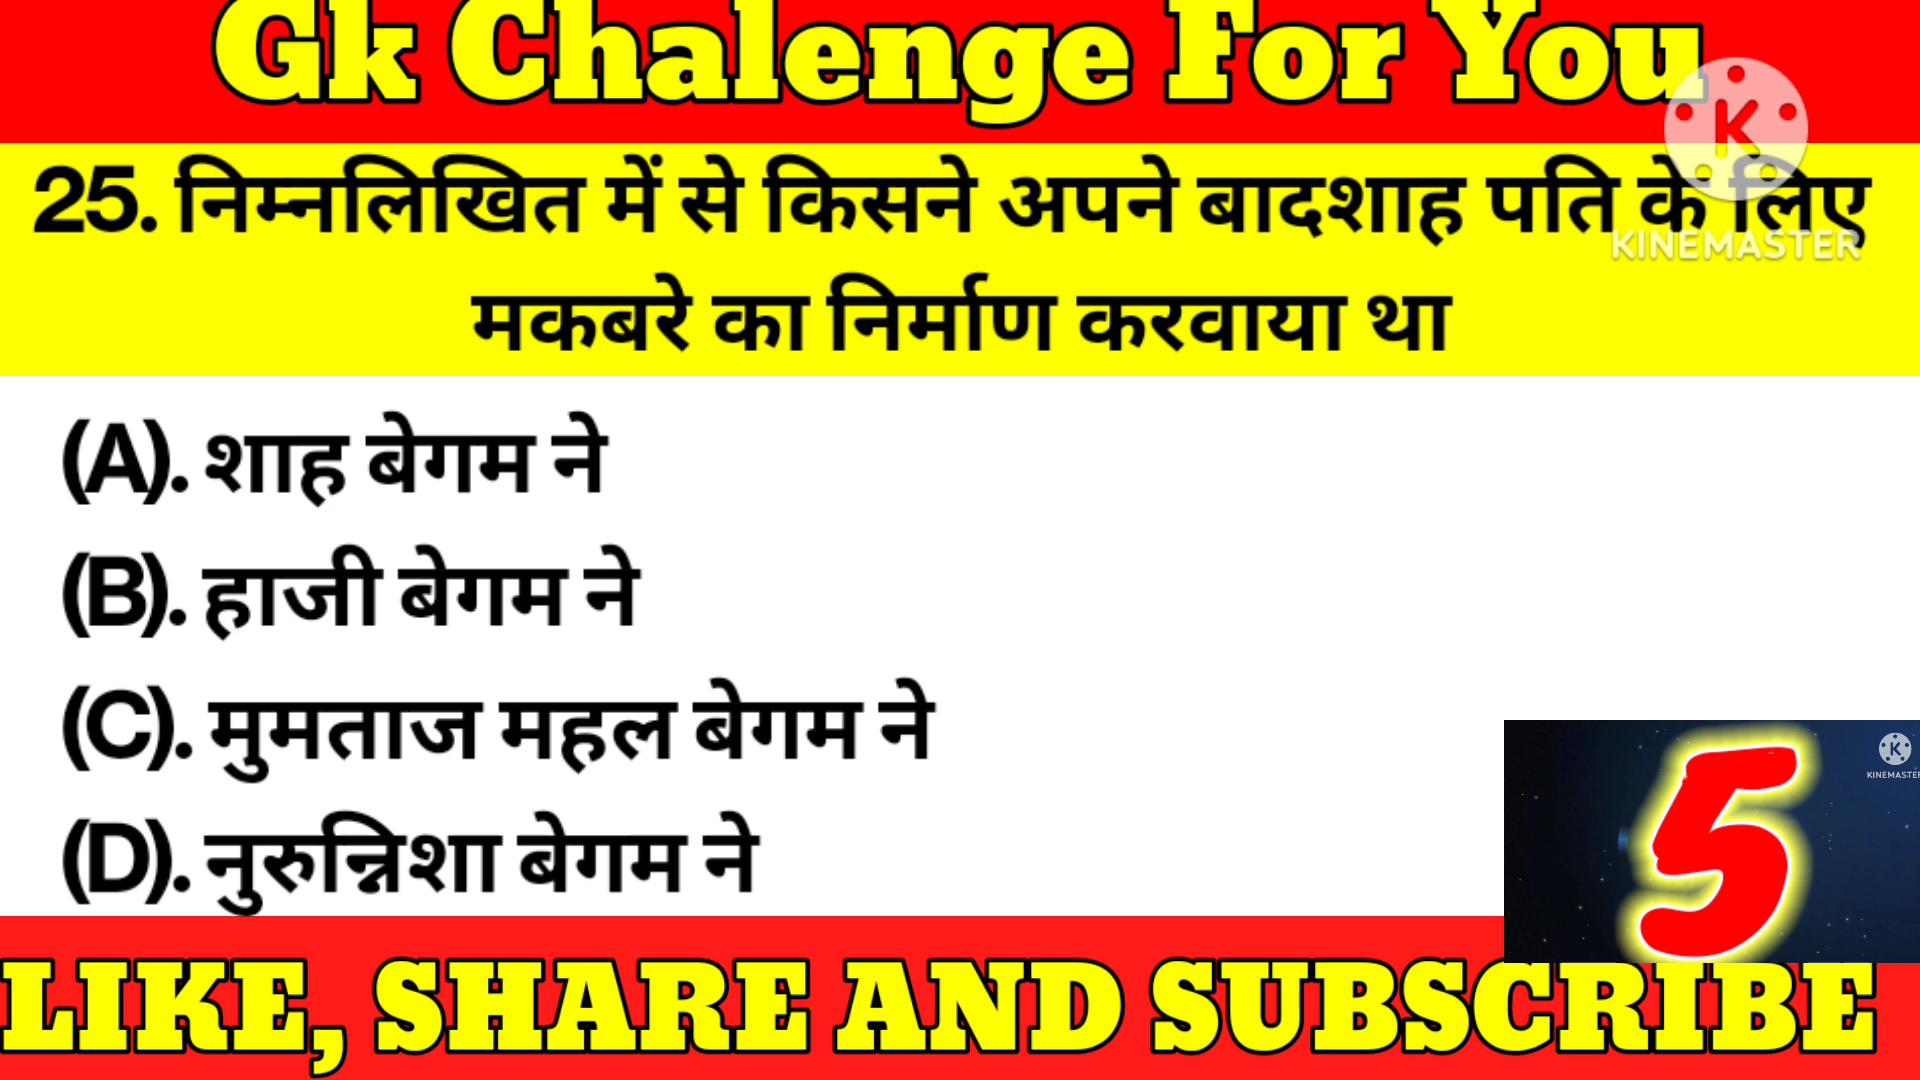 Gk Chalenge For You
25. निम्नलिखित में से किसने अपने बादशाह पति के लिए
KINEMASTER
मकबरे का निर्माण करवाया था
(A). शाह बेगम ने
(B). हाजी बेगम ने
(C). मुमताज महल बेगम ने
(D). नुरुन्निशा बेगम ने
5
KINEMASTER
LIKE, SHARE AND SUBSCRIBE